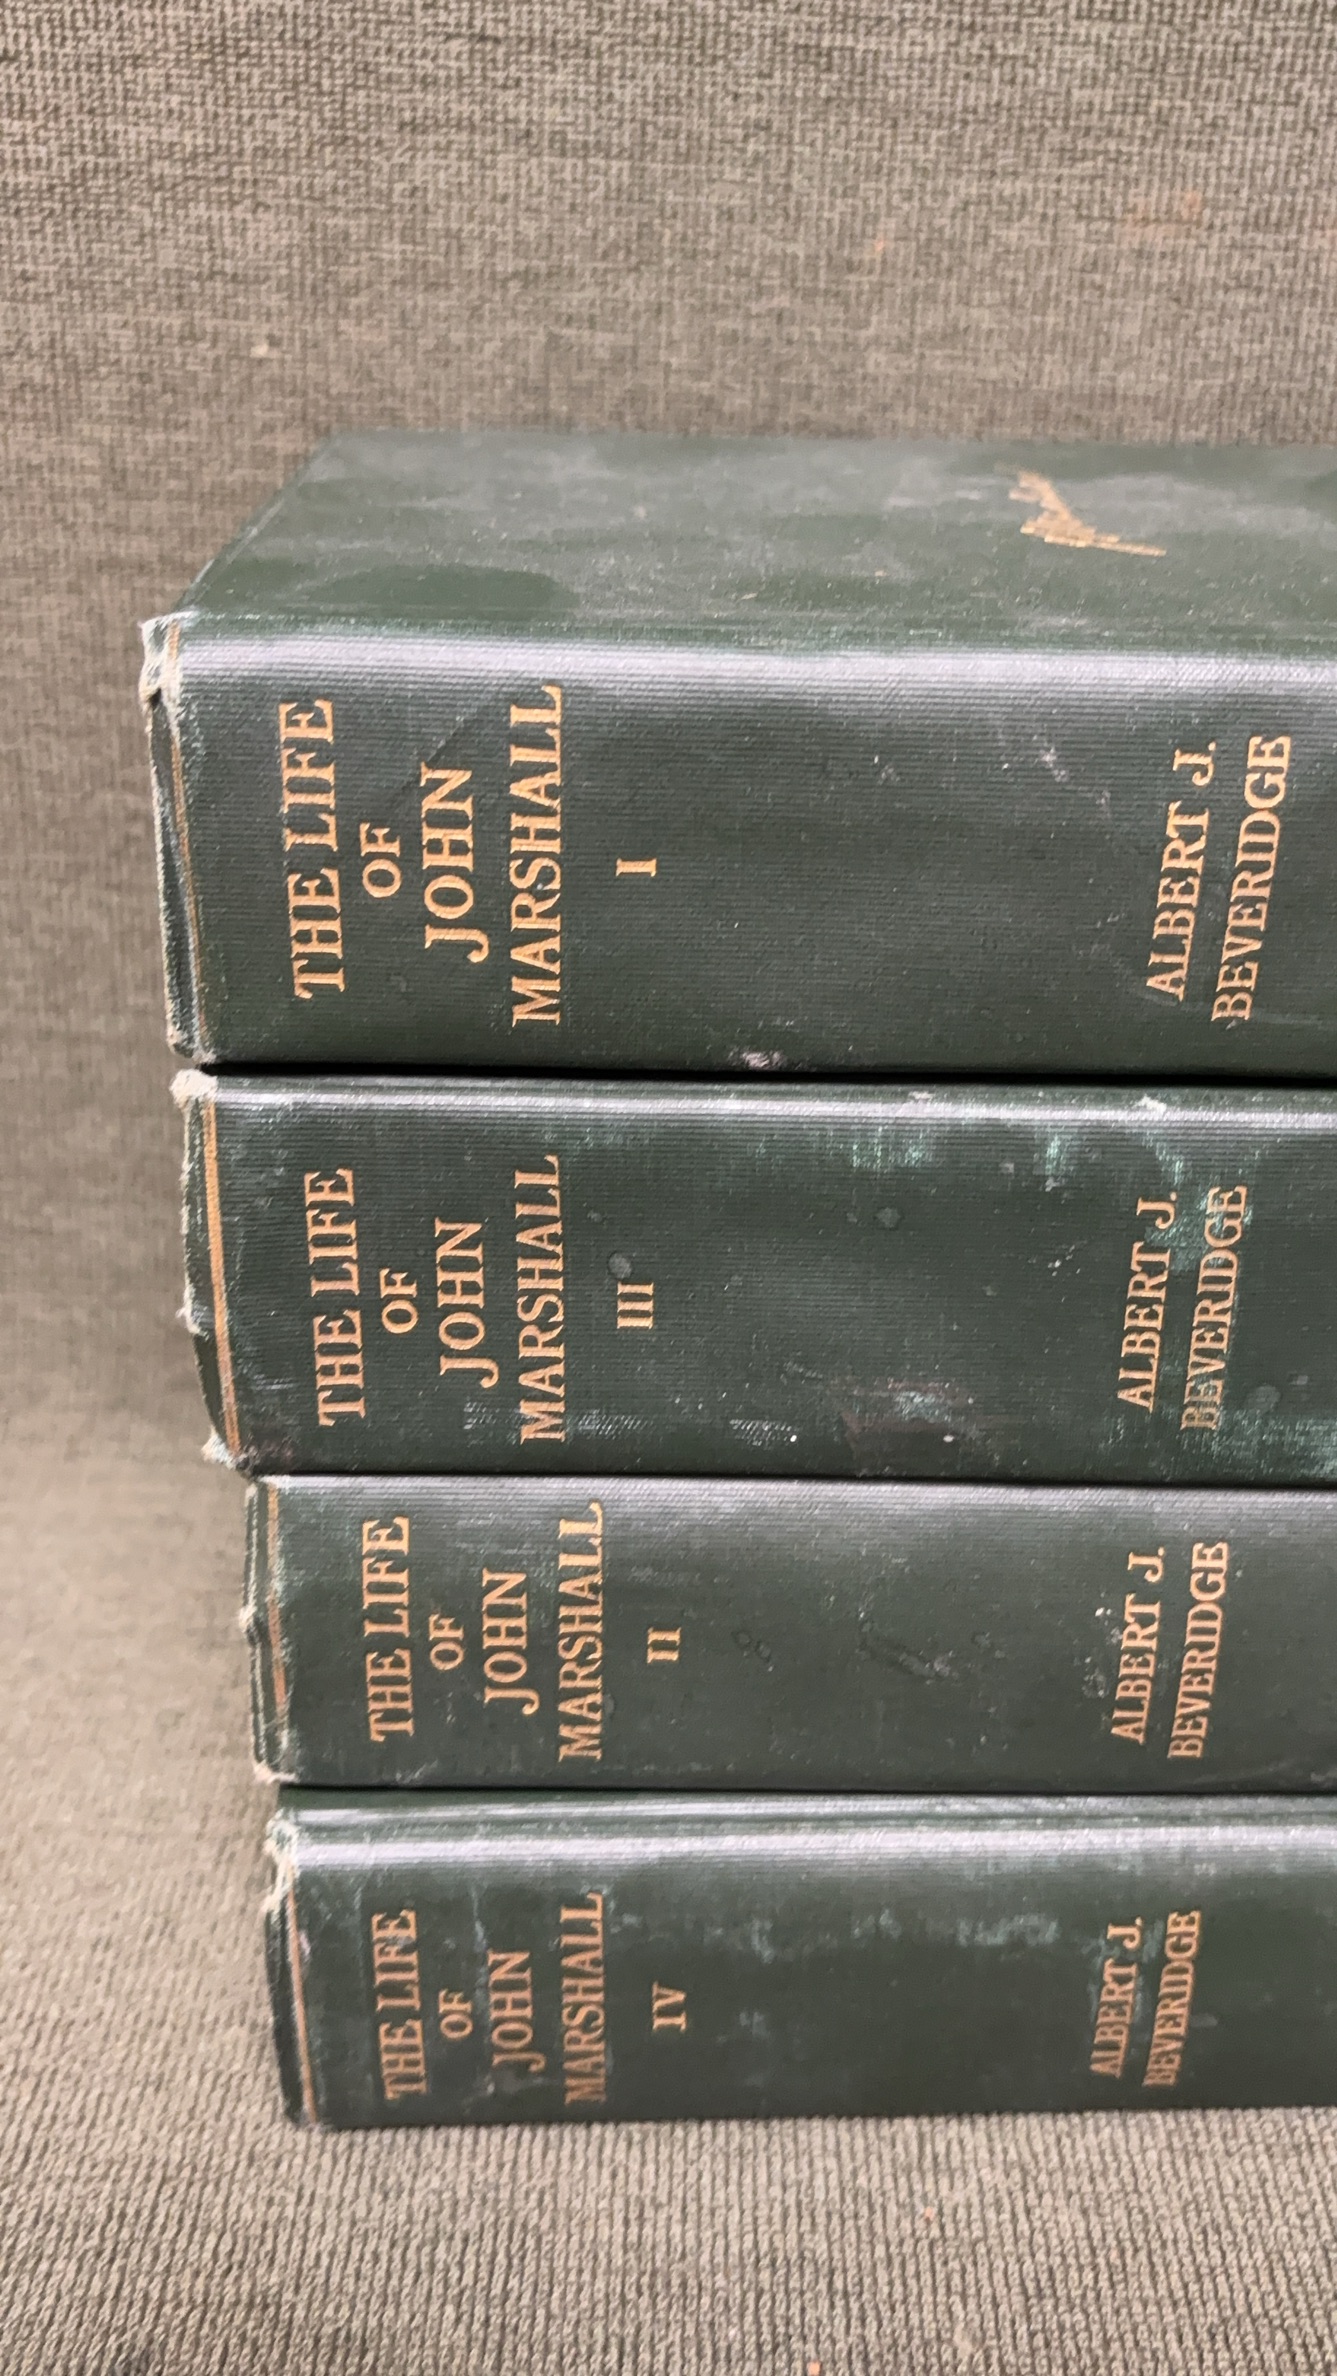 THE LIFE
OF
JOHN
MARSHALL
I
ALBERT J.
BEVERIDGE
THE LIFE
OF
JOHN
MARSHALL
III
ALBERT J.
BEVERIDGE
THE LIFE
OF
JOHN
MARSHALL
II
ALBERT J.
BEVERIDGE
THE LIFE
OF
JOHN
MARSHALL
IV
ALBERT J.
BEVERIDGE